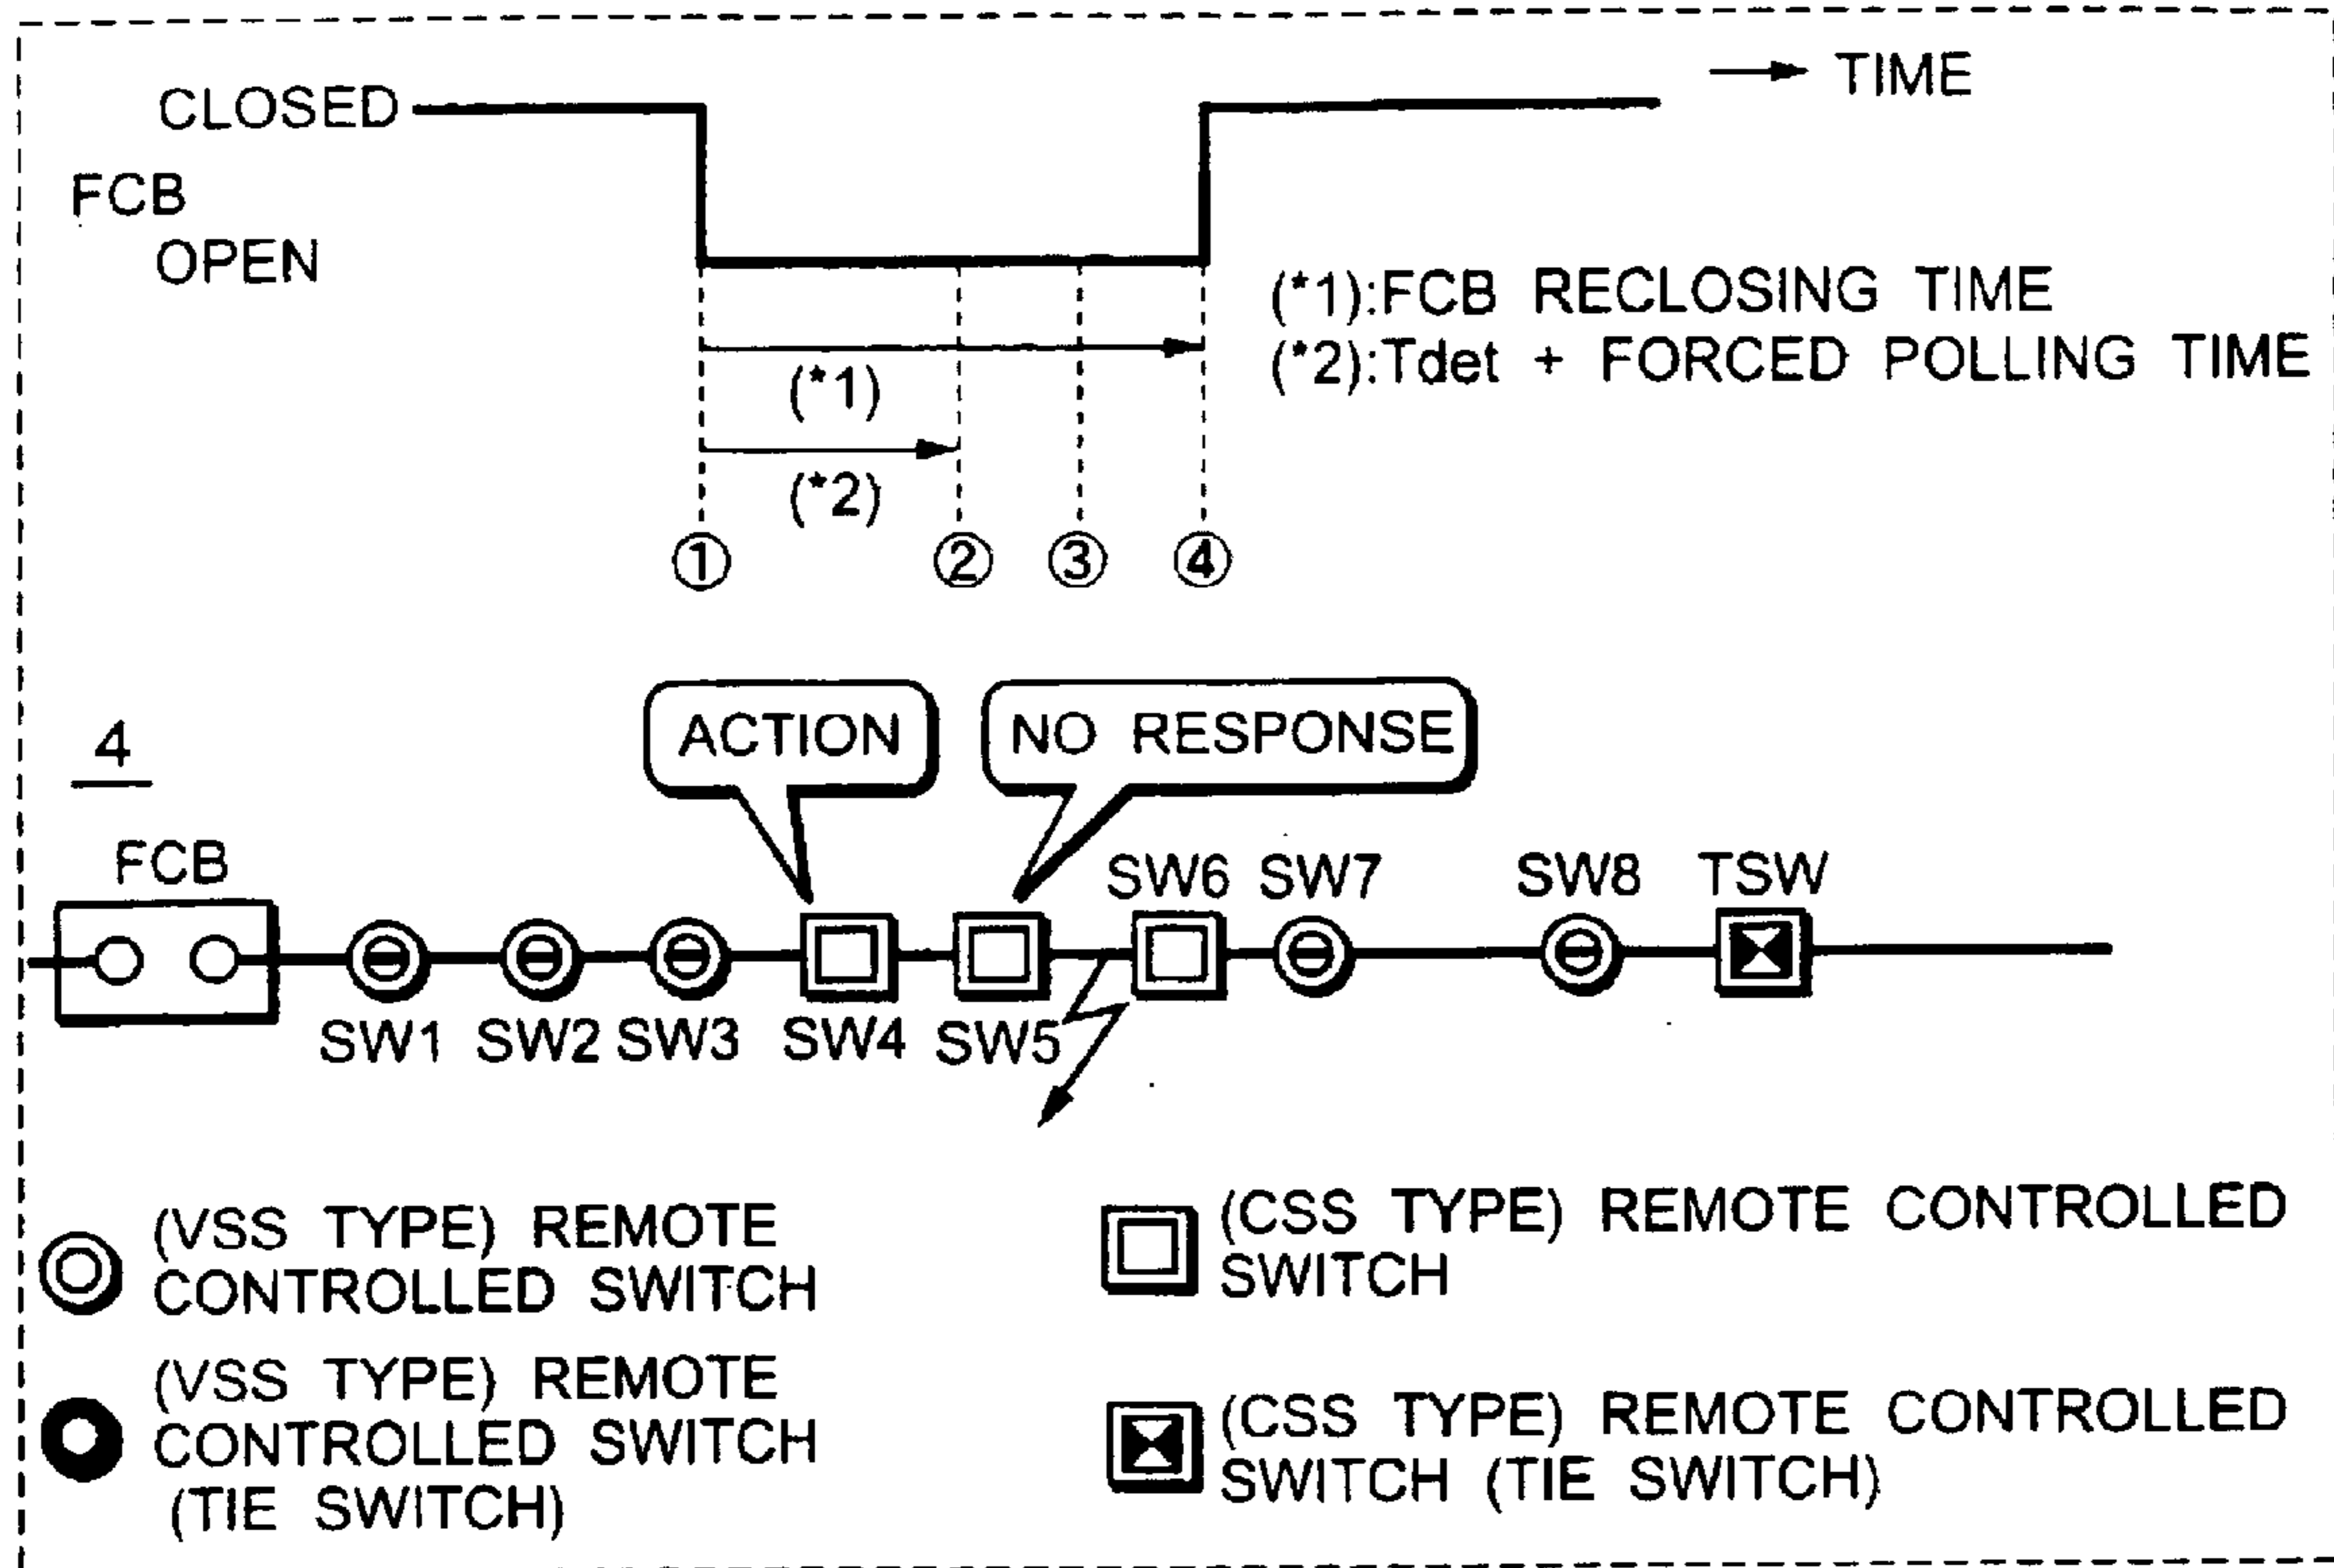 TIME
CLOSED
FCB
OPEN
(*1):FCB RECLOSING TIME
(*2):Tdet + FORCED POLLING TIME
(*1)
(*2)
① ② ③ ④
ACTION
NO RESPONSE
4
FCB
SW6 SW7 SW8 TSW
SW1 SW2 SW3 SW4 SW5
(VSS TYPE) REMOTE
CONTROLLED SWITCH
(CSS TYPE) REMOTE CONTROLLED
SWITCH
(VSS TYPE) REMOTE
CONTROLLED SWITCH
(TIE SWITCH)
(CSS TYPE) REMOTE CONTROLLED
SWITCH (TIE SWITCH)